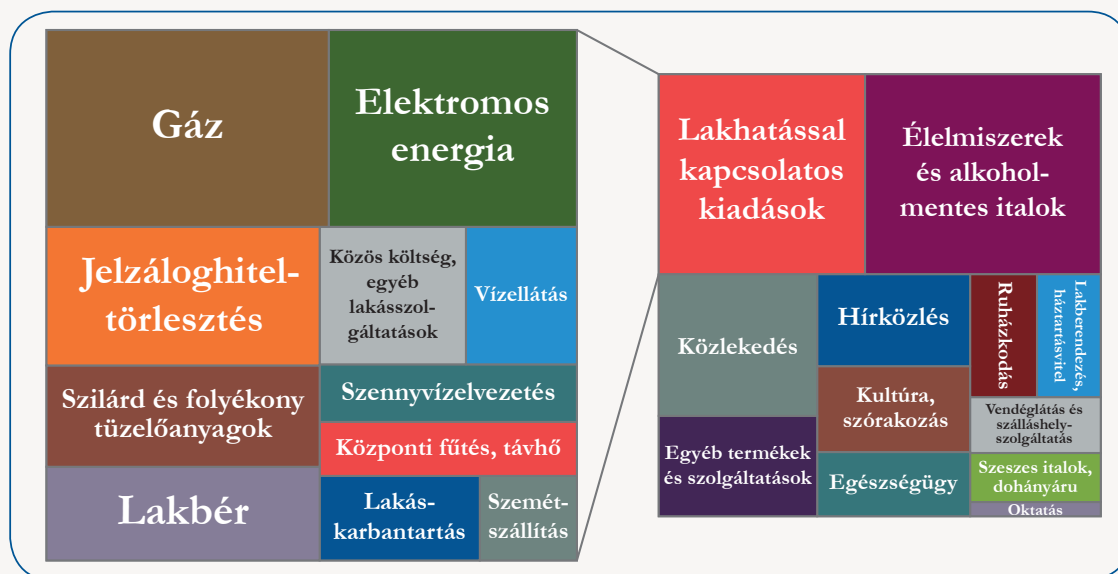 Gáz
Elektromos
energia
Jelzáloghitel-
törlesztés
Közös költség,
egyéb
lakásszol-
gáltatások
Vízellátás
Szilárd és folyékony
tüzelőanyagok
Szennyvízelvezetés
Központi fűtés, távhő
Lakbér
Lakás-
karbantartás
Szemét-
szállítás
Lakhatással
kapcsolatos
kiadások
Élelmiszerek
és alkohol-
mentes italok
Közlekedés
Hírközlés
Ruházkodás
Lakberendezés,
háztartásvitel
Kultúra,
szórakozás
Vendéglátás és
szálláshely-
szolgáltatás
Egyéb termékek
és szolgáltatások
Egészségügy
Szeszes italok,
dohányáru
Oktatás